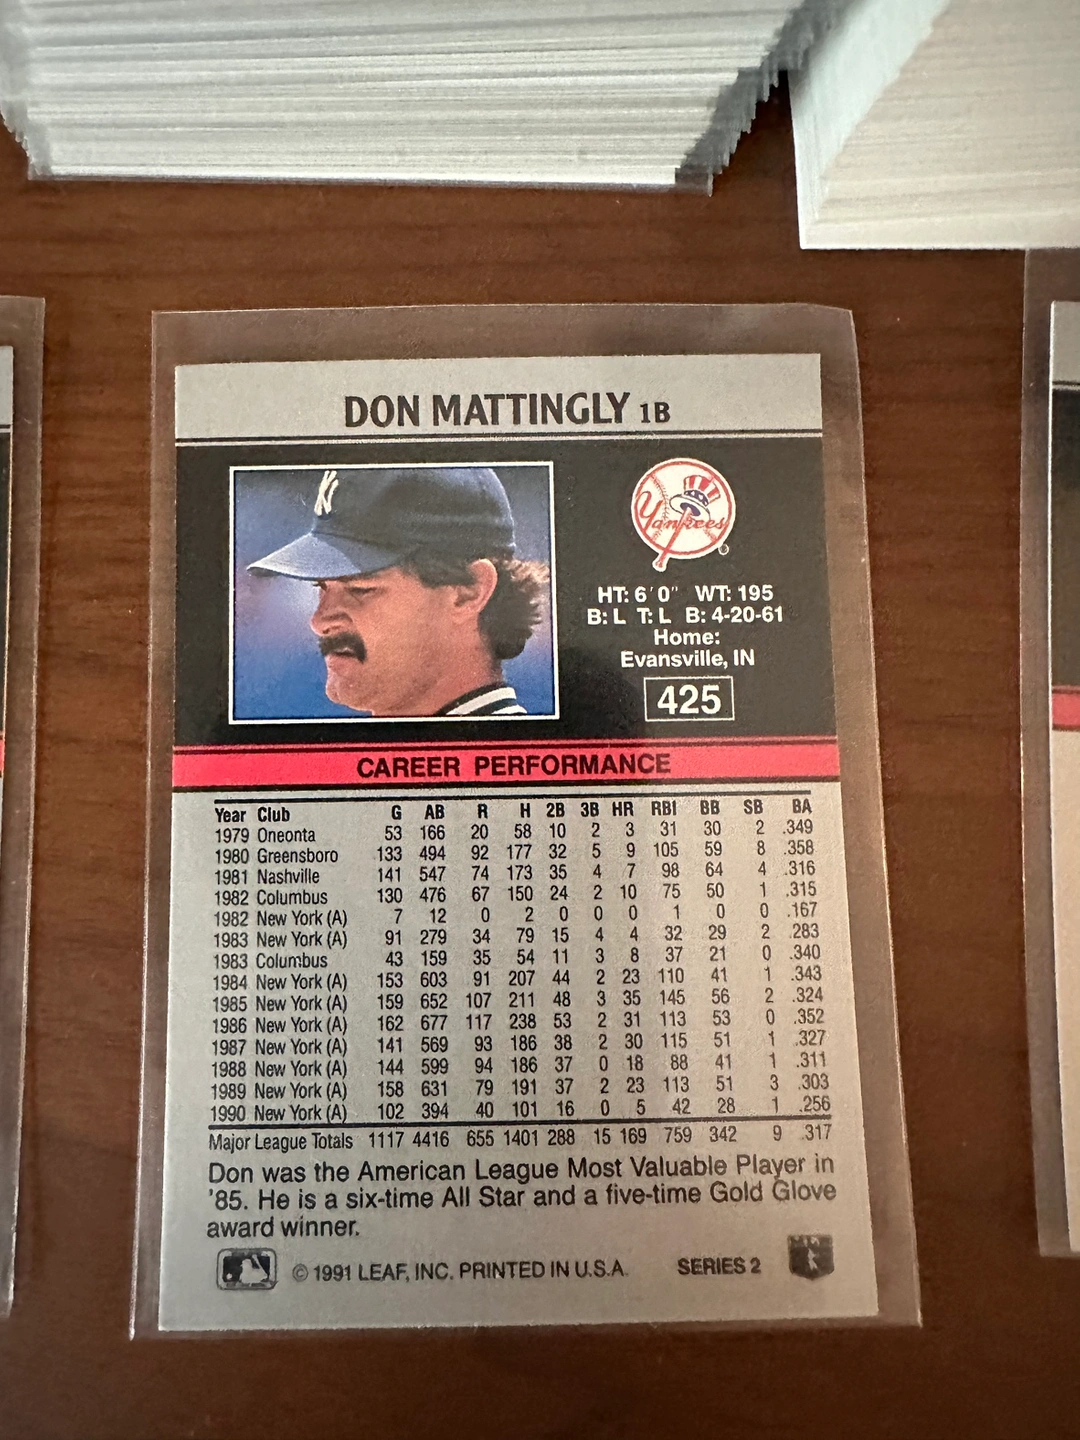 DON MATTINGLY 1B
NY
Yankees
HT: 6'0" WT: 195
B: L T: L B: 4-20-61
Home:
Evansville, IN
425
CAREER PERFORMANCE
Year Club G AB R H 2B 3B HR RBI BB SB BA
1979 Oneonta 53 166 20 58 10 2 3 31 30 2 .349
1980 Greensboro 133 494 92 177 32 5 9 105 59 8 .358
1981 Nashville 141 547 74 173 35 4 7 98 64 4 .316
1982 Columbus 130 476 67 150 24 2 10 75 50 1 .315
1982 New York (A) 7 12 0 2 0 0 0 1 0 0 .167
1983 New York (A) 91 279 34 79 15 4 4 32 29 2 .283
1983 Columbus 43 159 35 54 11 3 8 37 21 0 .340
1984 New York (A) 153 603 91 207 44 2 23 110 41 1 .343
1985 New York (A) 159 652 107 211 48 3 35 145 56 2 .324
1986 New York (A) 162 677 117 238 53 2 31 113 53 0 .352
1987 New York (A) 141 569 93 186 38 2 30 115 51 1 .327
1988 New York (A) 144 599 94 186 37 0 18 88 41 1 .311
1989 New York (A) 158 631 79 191 37 2 23 113 51 3 .303
1990 New York (A) 102 394 40 101 16 0 5 42 28 1 .256
Major League Totals 1117 4416 655 1401 288 15 169 759 342 9 .317
Don was the American League Most Valuable Player in
'85. He is a six-time All Star and a five-time Gold Glove
award winner.
© 1991 LEAF, INC. PRINTED IN U.S.A. SERIES 2